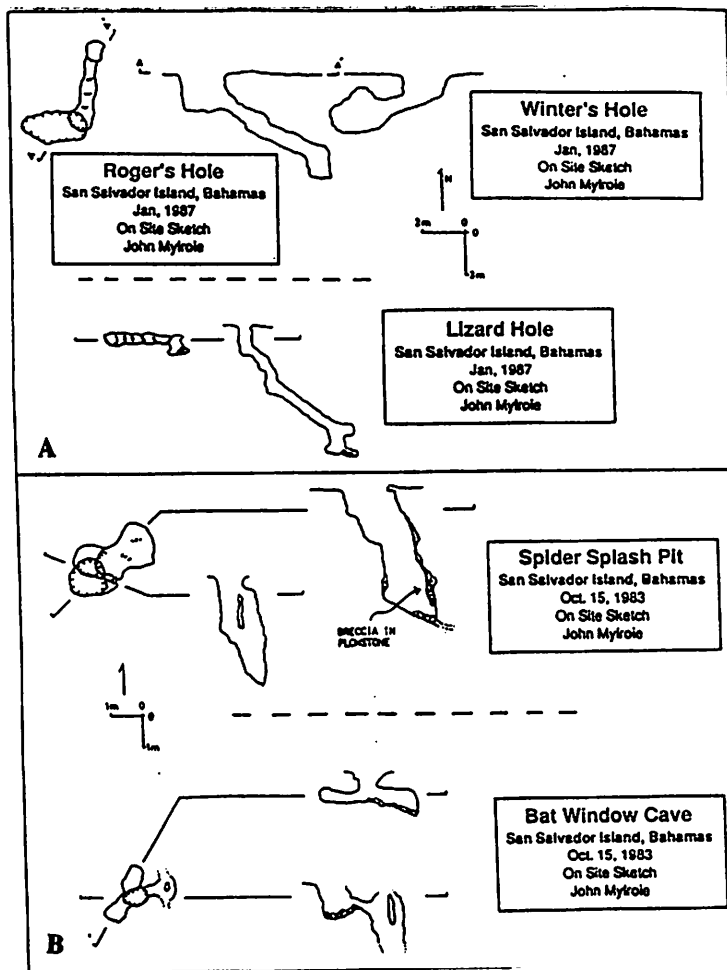 A A'
Winter's Hole
San Salvador Island, Bahamas
Jan, 1987
On Site Sketch
John Mylroie
Roger's Hole
San Salvador Island, Bahamas
Jan, 1987
On Site Sketch
John Mylroie
N
3m 0
0
3m
Lizard Hole
San Salvador Island, Bahamas
Jan, 1987
On Site Sketch
John Mylroie
A
Spider Splash Pit
San Salvador Island, Bahamas
Oct. 15, 1983
On Site Sketch
John Mylroie
BRECCIA IN
FLOWSTONE
1m 0
0
1m
Bat Window Cave
San Salvador Island, Bahamas
Oct. 15, 1983
On Site Sketch
John Mylroie
B